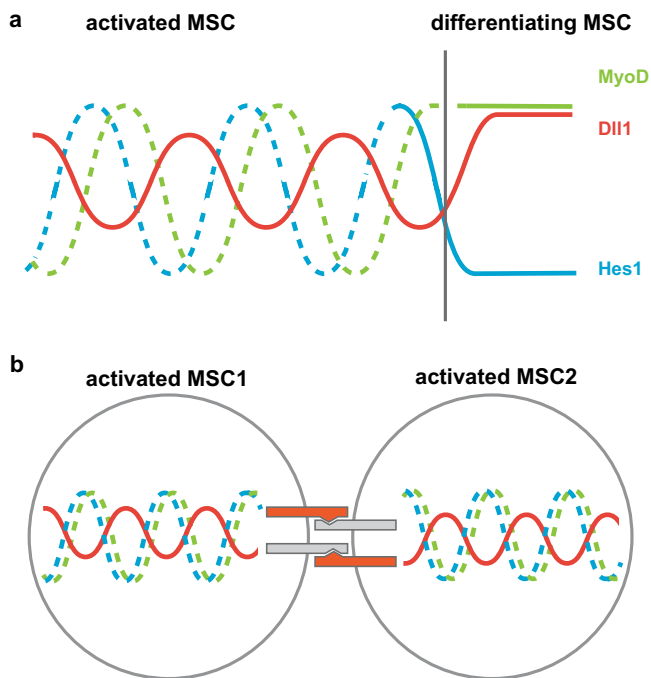 a
activated MSC
differentiating MSC
MyoD
Dll1
Hes1
b
activated MSC1
activated MSC2